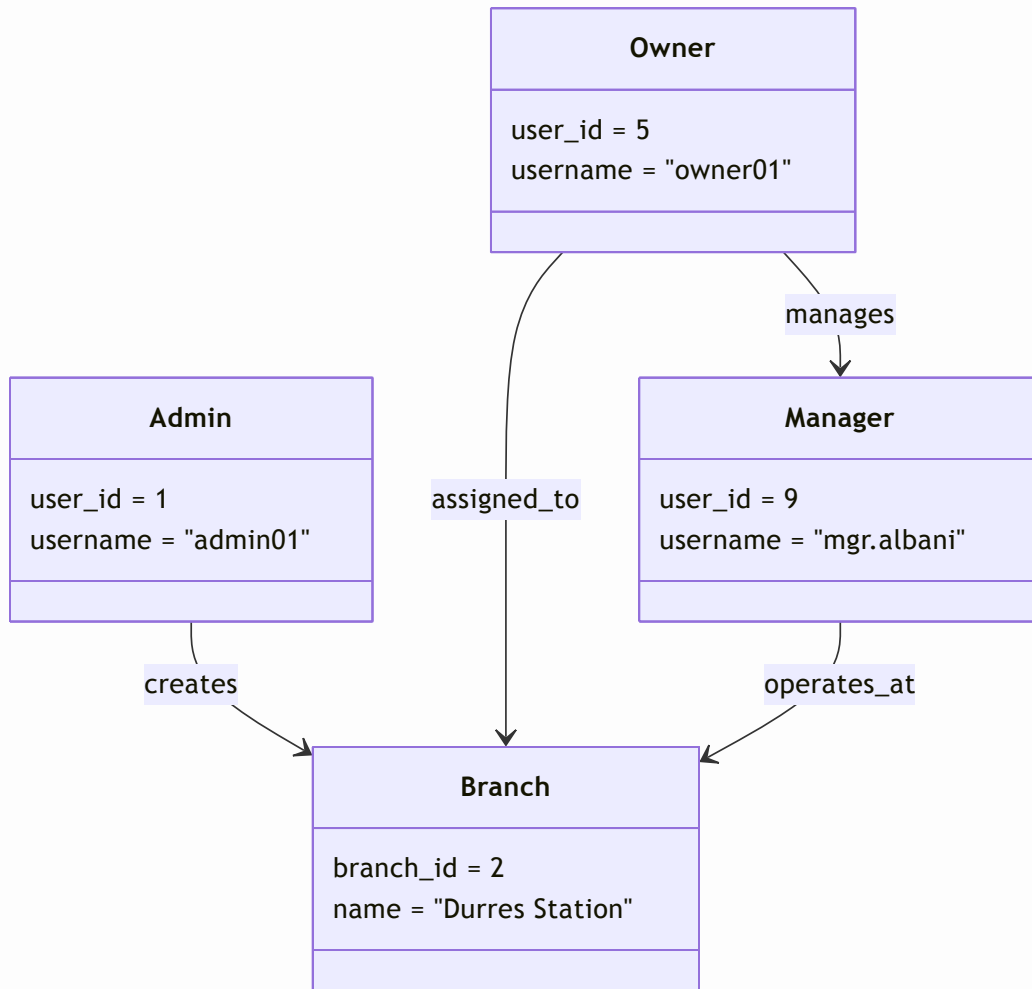 Owner
user_id = 5
username = "owner01"
manages
Admin
user_id = 1
username = "admin01"
assigned_to
Manager
user_id = 9
username = "mgr.albani"
creates
operates_at
Branch
branch_id = 2
name = "Durres Station"